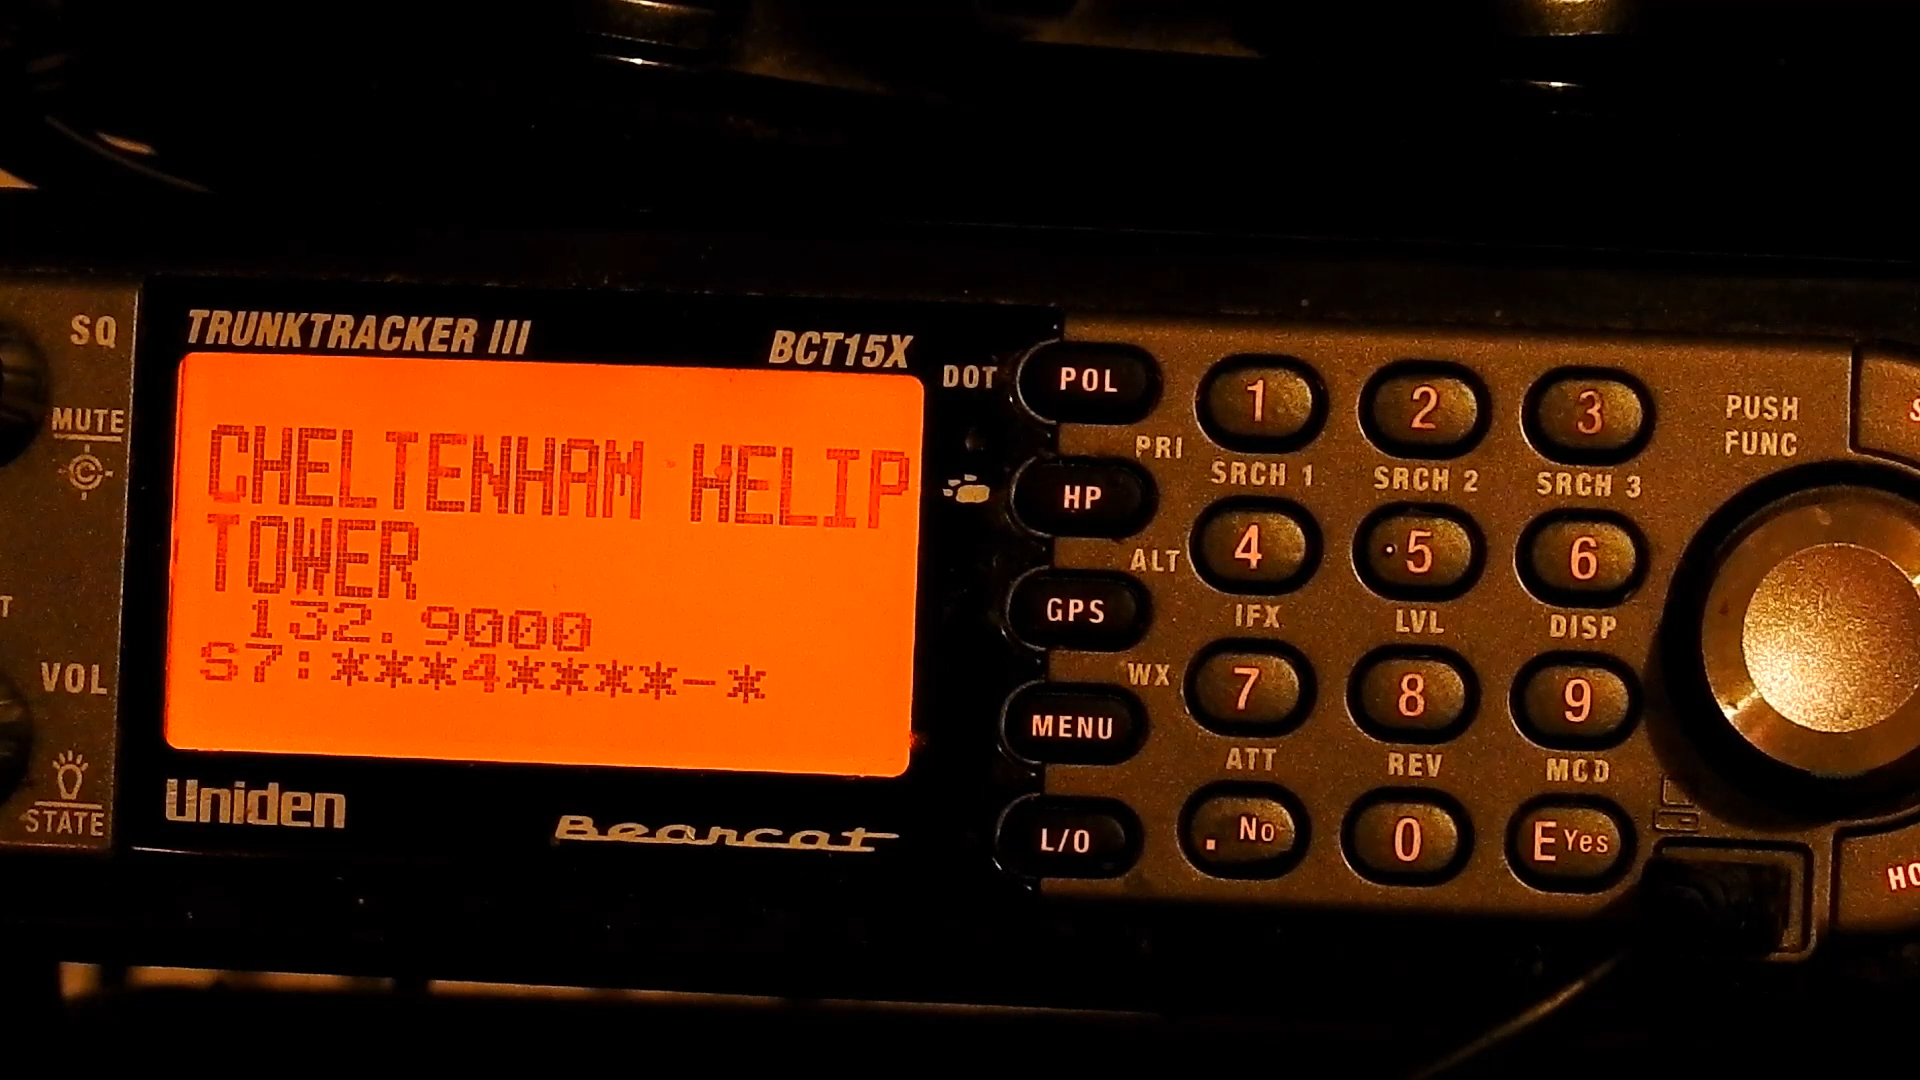 TRUNKTRACKER III
BCT15X
CHELTENHAM HELIP
TOWER
132.9000
S7:***4****-*
Uniden
Bearcat
SQ
MUTE
VOL
STATE
DOT
POL
PRI
HP
ALT
GPS
WX
MENU
L/O
1 2 3
SRCH 1 SRCH 2 SRCH 3
4 5 6
IFX LVL DISP
7 8 9
ATT REV MOD
. No 0 E Yes
PUSH
FUNC